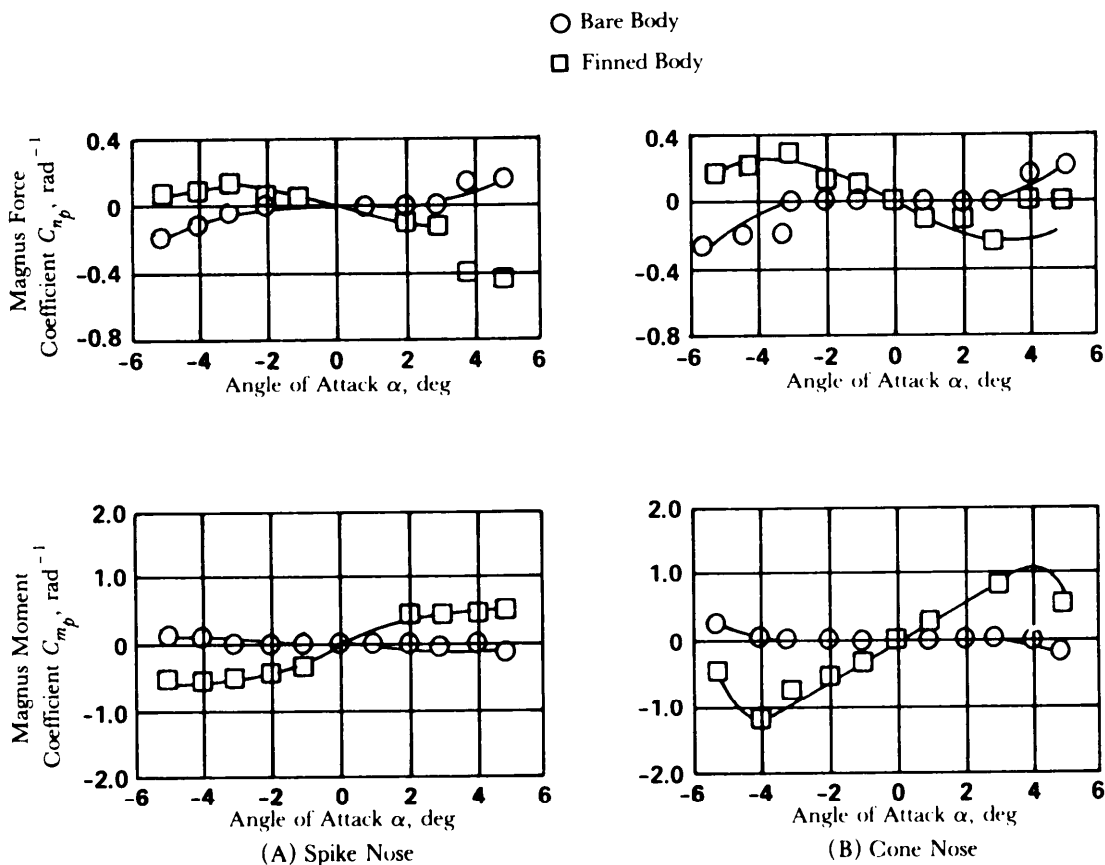 Bare Body
Finned Body
Magnus Force
Coefficient C_{n_p}, rad^{-1}
0.4
0
-0.4
-0.8
-6 -4 -2 0 2 4 6
Angle of Attack α, deg
0.4
0
-0.4
-0.8
-6 -4 -2 0 2 4 6
Angle of Attack α, deg
Magnus Moment
Coefficient C_{m_p}, rad^{-1}
2.0
1.0
0
-1.0
-2.0
-6 -4 -2 0 2 4 6
Angle of Attack α, deg
(A) Spike Nose
2.0
1.0
0
-1.0
-2.0
-6 -4 -2 0 2 4 6
Angle of Attack α, deg
(B) Cone Nose